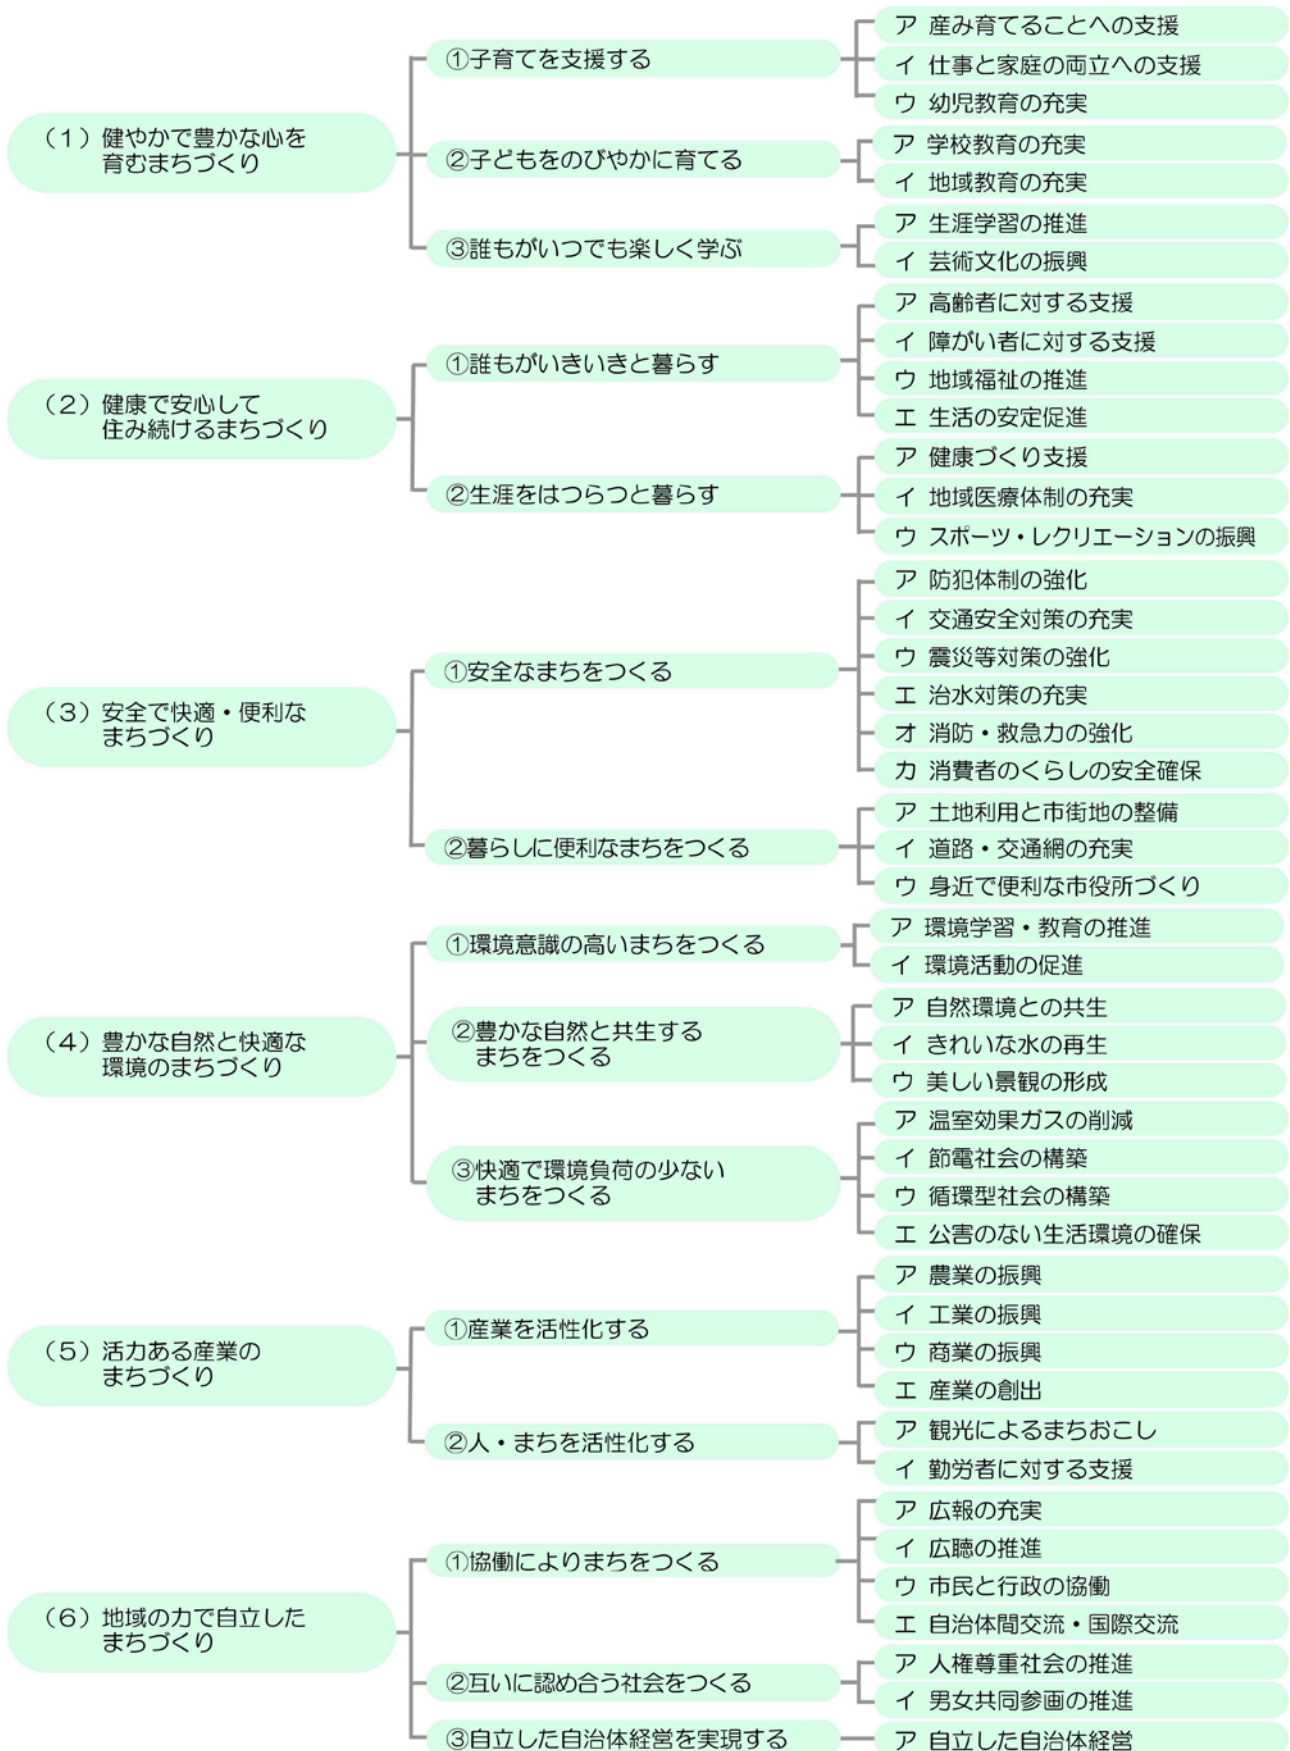 （１）健やかで豊かな心を
育むまちづくり
①子育てを支援する
ア 産み育てることへの支援
イ 仕事と家庭の両立への支援
ウ 幼児教育の充実
②子どもをのびやかに育てる
ア 学校教育の充実
イ 地域教育の充実
③誰もがいつでも楽しく学ぶ
ア 生涯学習の推進
イ 芸術文化の振興
（２）健康で安心して
住み続けるまちづくり
①誰もがいきいきと暮らす
ア 高齢者に対する支援
イ 障がい者に対する支援
ウ 地域福祉の推進
エ 生活の安定促進
②生涯をはつらつと暮らす
ア 健康づくり支援
イ 地域医療体制の充実
ウ スポーツ・レクリエーションの振興
（３）安全で快適・便利な
まちづくり
①安全なまちをつくる
ア 防犯体制の強化
イ 交通安全対策の充実
ウ 震災等対策の強化
エ 治水対策の充実
オ 消防・救急力の強化
カ 消費者のくらしの安全確保
②暮らしに便利なまちをつくる
ア 土地利用と市街地の整備
イ 道路・交通網の充実
ウ 身近で便利な市役所づくり
（４）豊かな自然と快適な
環境のまちづくり
①環境意識の高いまちをつくる
ア 環境学習・教育の推進
イ 環境活動の促進
②豊かな自然と共生する
まちをつくる
ア 自然環境との共生
イ きれいな水の再生
ウ 美しい景観の形成
③快適で環境負荷の少ない
まちをつくる
ア 温室効果ガスの削減
イ 節電社会の構築
ウ 循環型社会の構築
エ 公害のない生活環境の確保
（５）活力ある産業の
まちづくり
①産業を活性化する
ア 農業の振興
イ 工業の振興
ウ 商業の振興
エ 産業の創出
②人・まちを活性化する
ア 観光によるまちおこし
イ 勤労者に対する支援
（６）地域の力で自立した
まちづくり
①協働によりまちをつくる
ア 広報の充実
イ 広聴の推進
ウ 市民と行政の協働
エ 自治体間交流・国際交流
②互いに認め合う社会をつくる
ア 人権尊重社会の推進
イ 男女共同参画の推進
③自立した自治体経営を実現する
ア 自立した自治体経営